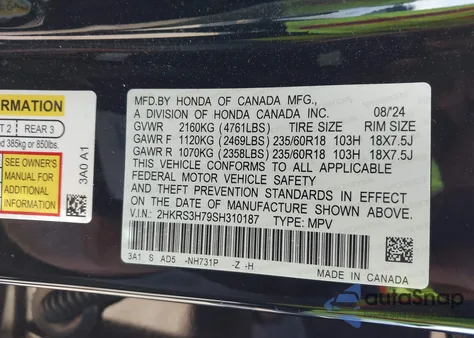 ORMATION
T 2 REAR 3
ed 385kg or 850lbs.
SEE OWNER'S
MANUAL FOR
ADDITIONAL
INFORMATION
3A0 A1
MFD.BY HONDA OF CANADA MFG.,
A DIVISION OF HONDA CANADA INC. 08/'24
GVWR 2160KG (4761LBS) TIRE SIZE RIM SIZE
GAWR F 1120KG (2469LBS) 235/60R18 103H 18X7.5J
GAWR R 1070KG (2358LBS) 235/60R18 103H 18X7.5J
THIS VEHICLE CONFORMS TO ALL APPLICABLE
FEDERAL MOTOR VEHICLE SAFETY
AND THEFT PREVENTION STANDARDS IN EFFECT
ON THE DATE OF MANUFACTURE SHOWN ABOVE.
V.I.N: 2HKRS3H79SH310187 TYPE: MPV
3A1 S AD5 -NH731P -Z -H
MADE IN CANADA
autoSnap